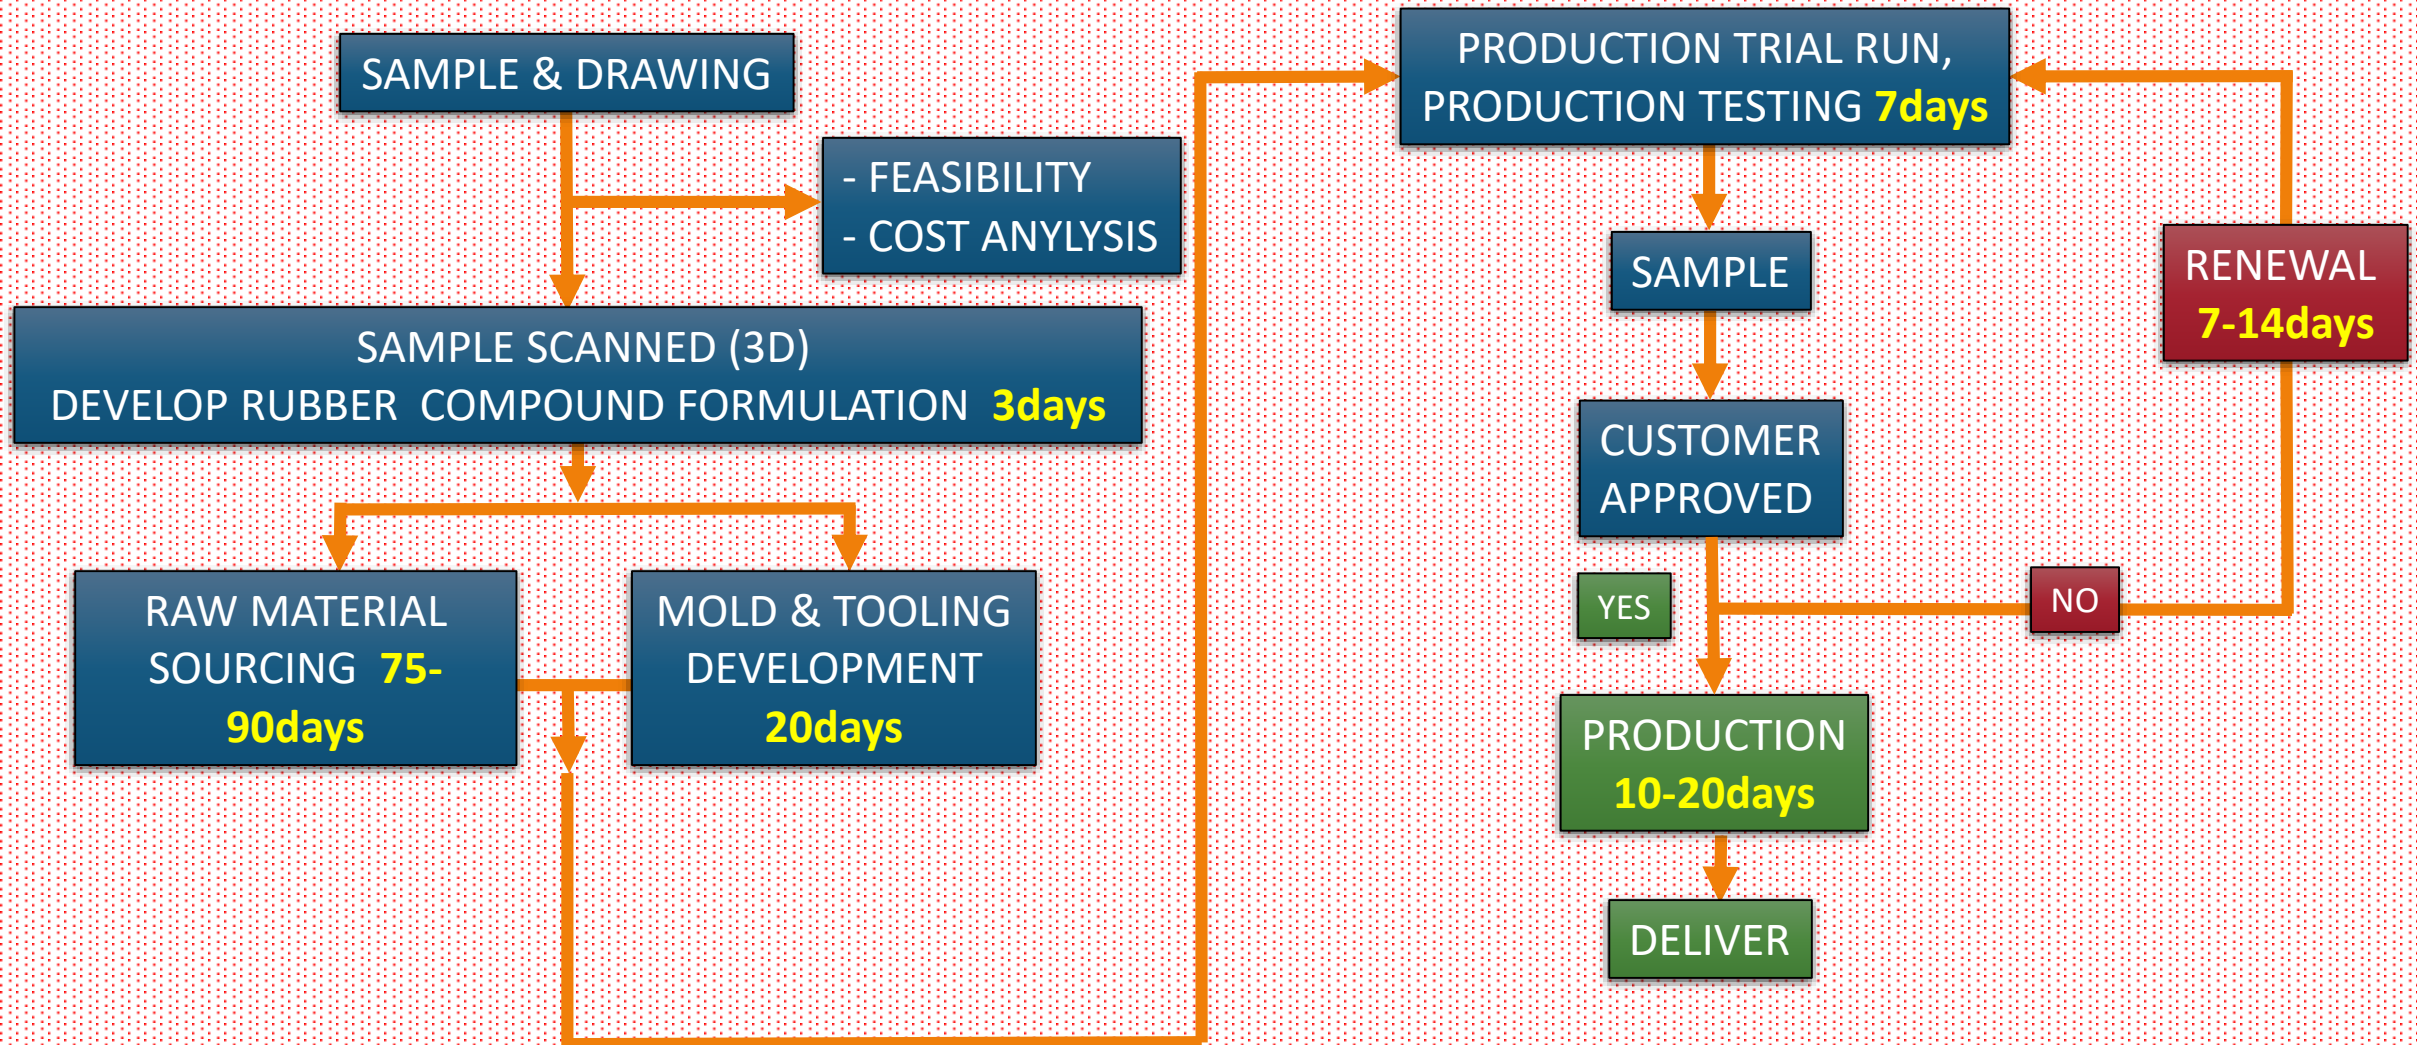 SAMPLE & DRAWING
- FEASIBILITY
- COST ANYLYSIS
SAMPLE SCANNED (3D)
DEVELOP RUBBER COMPOUND FORMULATION 3days
RAW MATERIAL
SOURCING 75-
90days
MOLD & TOOLING
DEVELOPMENT
20days
PRODUCTION TRIAL RUN,
PRODUCTION TESTING 7days
SAMPLE
CUSTOMER
APPROVED
YES
NO
RENEWAL
7-14days
PRODUCTION
10-20days
DELIVER